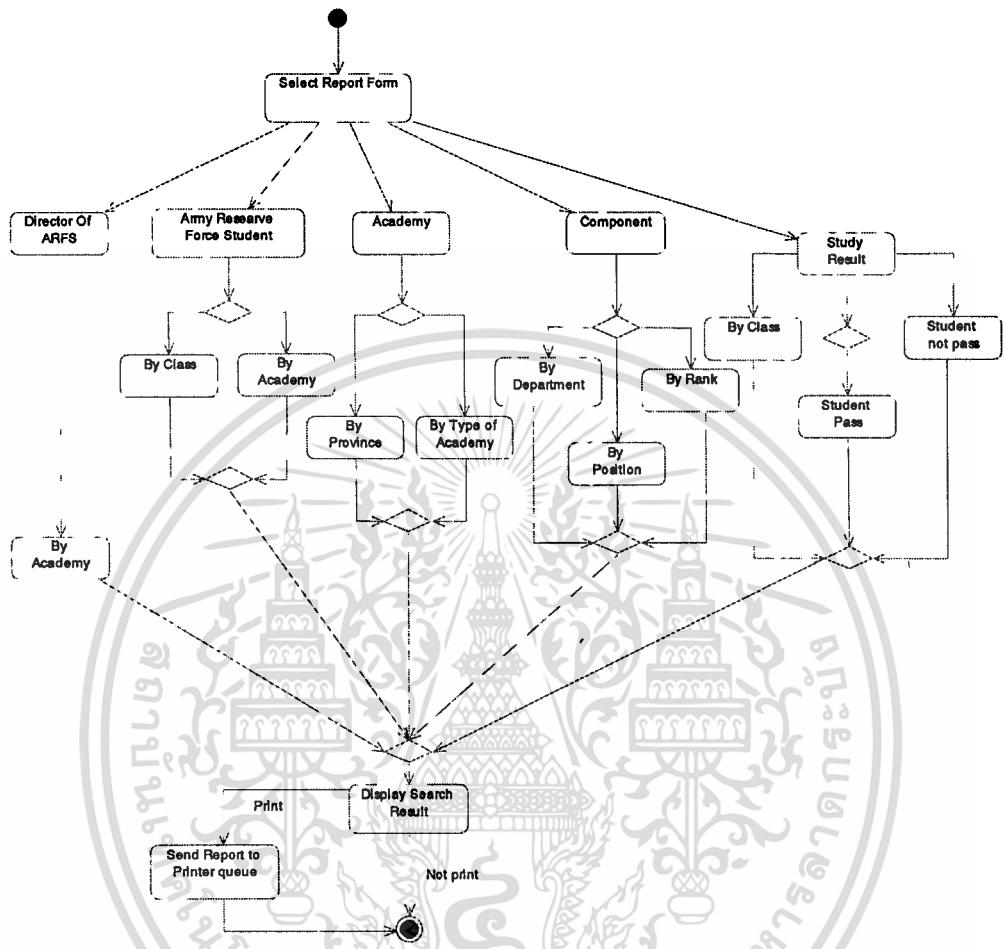 Select Report Form
Director Of
ARFS
Army Researve
Force Student
Academy
Component
Study
Result
By Class
By
Academy
By
Province
By Type of
Academy
By
Department
By
Position
By Rank
By Class
Student
Pass
Student
not pass
By
Academy
Display Search
Result
Print
Send Report to
Printer queue
Not print